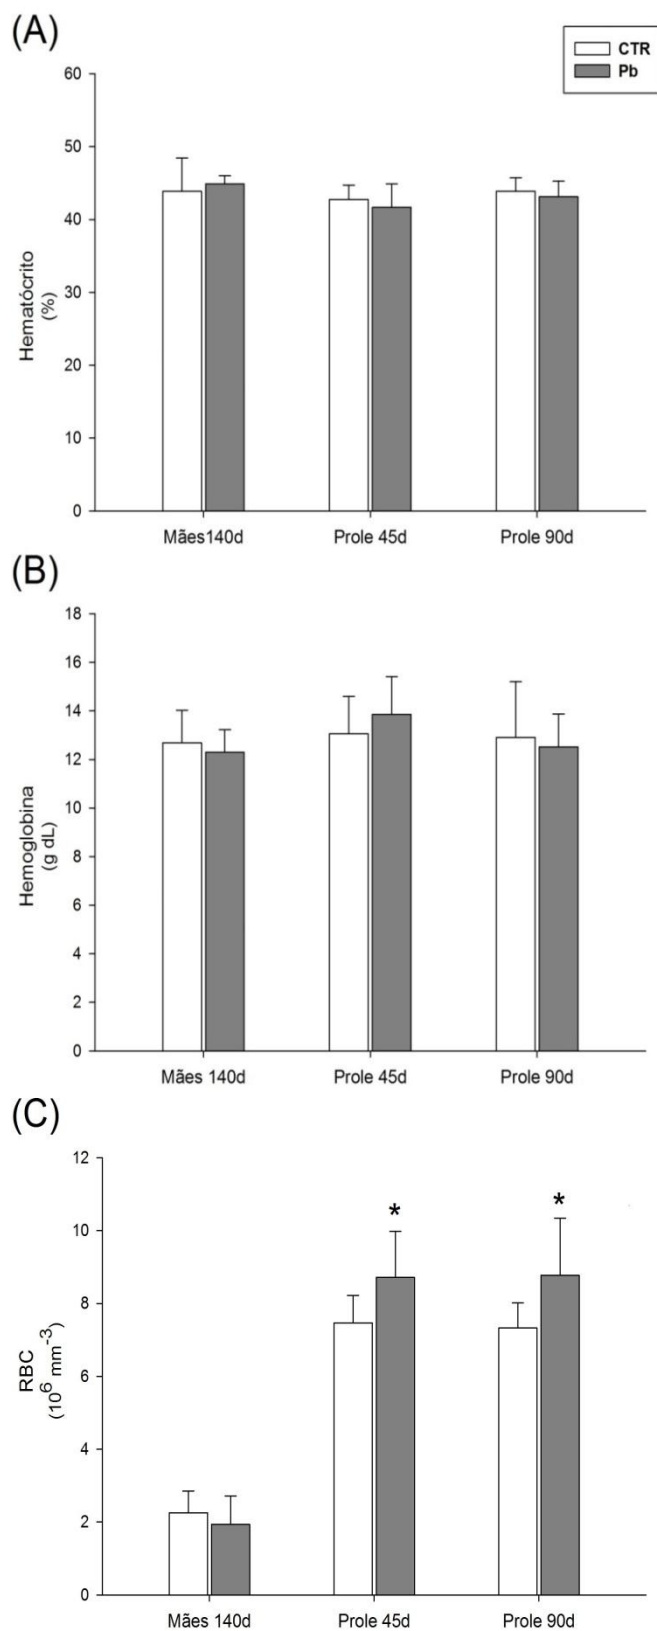 (A)
CTR
Pb
60
50
40
30
20
10
0
Hematócrito
(%)
Mães140d Prole 45d Prole 90d
(B)
18
16
14
12
10
8
6
4
2
0
Hemoglobina
(g dL)
Mães 140d Prole 45d Prole 90d
(C)
12
10
8
6
4
2
0
RBC
(10⁶ mm⁻³)
* *
Mães 140d Prole 45d Prole 90d